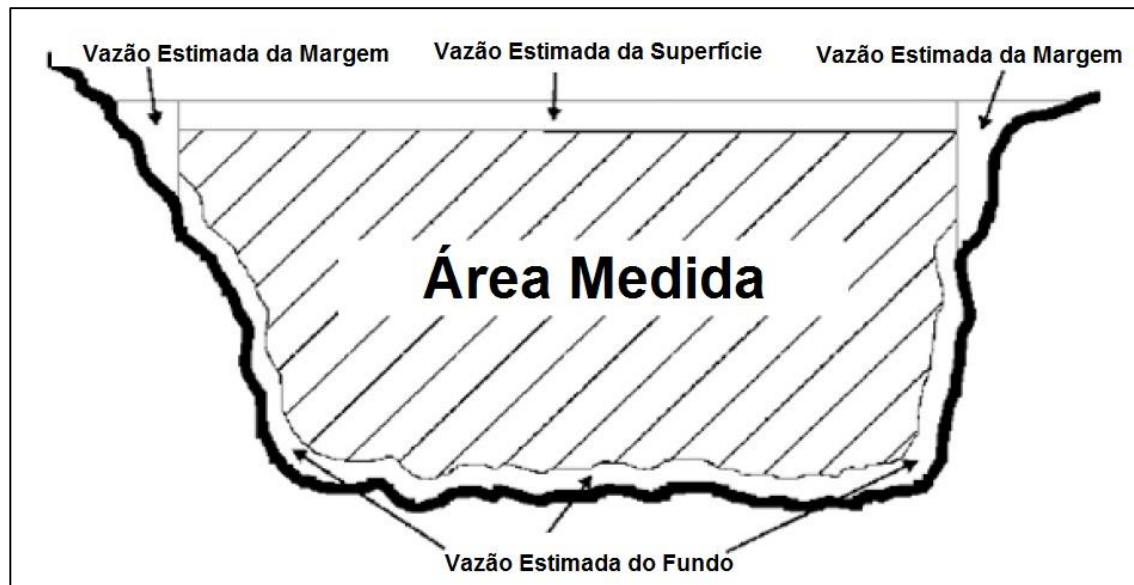 Vazão Estimada da Margem
Vazão Estimada da Superfície
Vazão Estimada da Margem
Área Medida
Vazão Estimada do Fundo